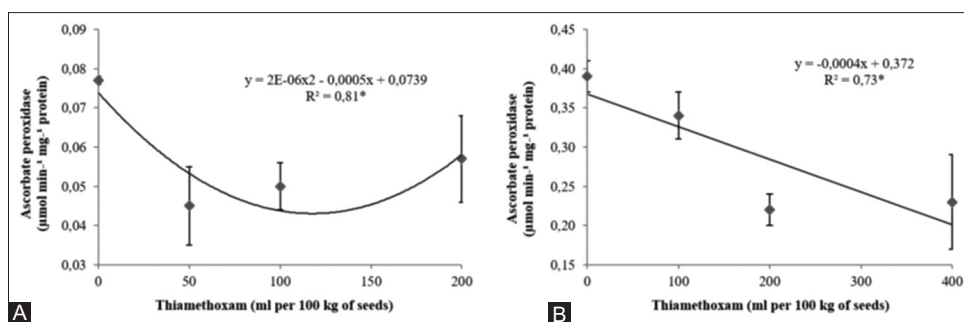 Ascorbate peroxidase
(µmol min-¹ mg-¹ protein)
0,09
0,08
0,07
0,06
0,05
0,04
0,03
y = 2E-06x2 - 0,0005x + 0,0739
R² = 0,81*
0
50
100
150
200
Thiamethoxam (ml per 100 kg of seeds)
A
Ascorbate peroxidase
(µmol min-¹ mg-¹ protein)
0,45
0,40
0,35
0,30
0,25
0,20
0,15
y = -0,0004x + 0,372
R² = 0,73*
0
100
200
300
400
Thiamethoxam (ml per 100 kg of seeds)
B